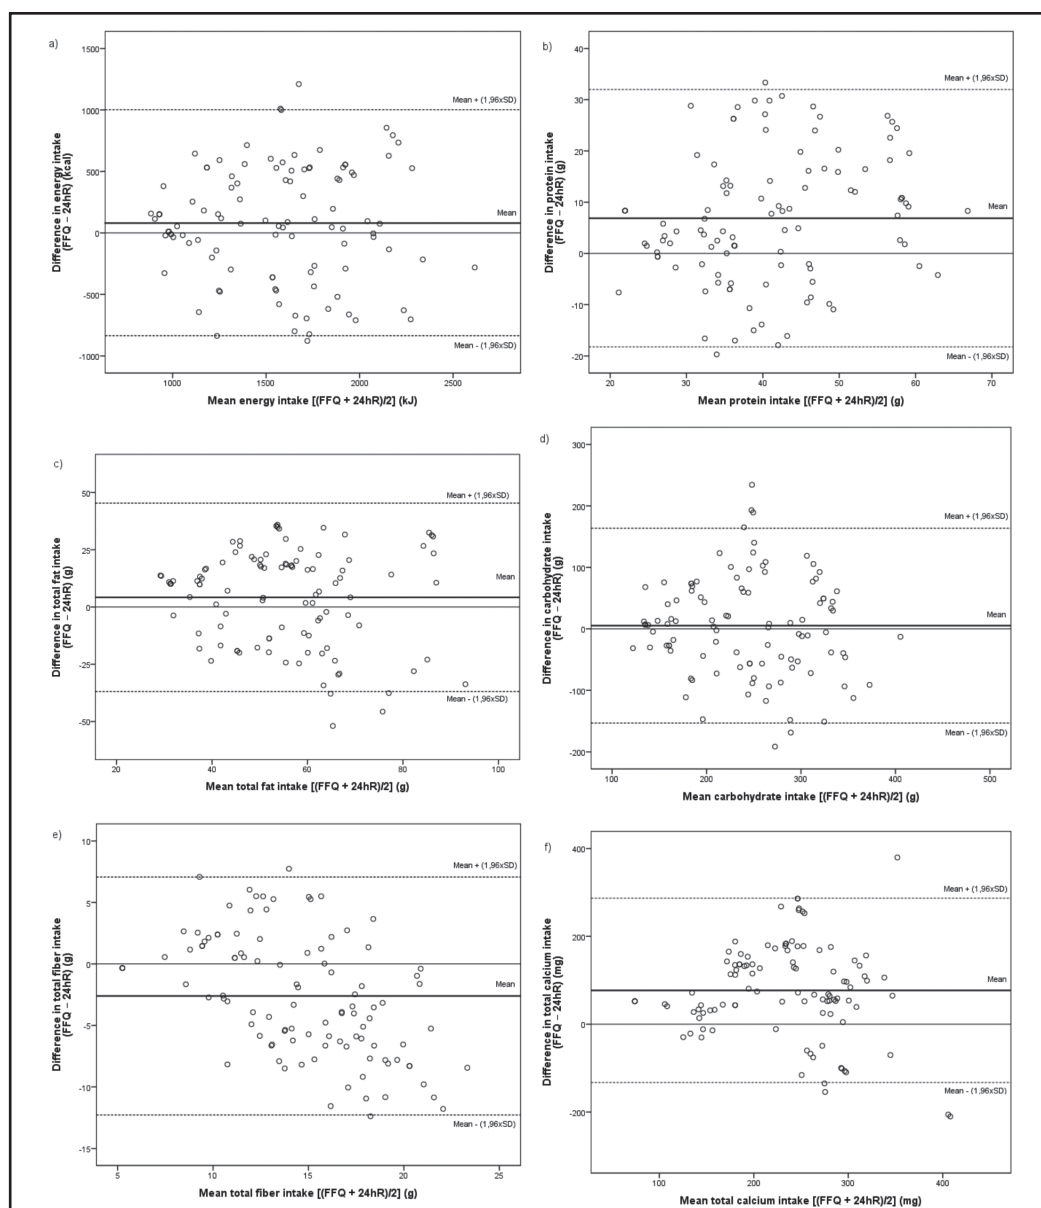 a)
1500
1000
500
0
-500
-1000
Difference in energy intake
(FFQ – 24hR) (kcal)
Mean + (1,96xSD)
Mean
Mean - (1,96xSD)
1000 1500 2000 2500
Mean energy intake [(FFQ + 24hR)/2] (kJ)
b)
40
30
20
10
0
-10
-20
Difference in protein intake
(FFQ – 24hR) (g)
Mean + (1,96xSD)
Mean
Mean - (1,96xSD)
20 30 40 50 60 70
Mean protein intake [(FFQ + 24hR)/2] (g)
c)
50
25
0
-25
-50
Difference in total fat intake
(FFQ – 24hR) (g)
Mean + (1,96xSD)
Mean
Mean - (1,96xSD)
20 40 60 80 100
Mean total fat intake [(FFQ + 24hR)/2] (g)
d)
300
200
100
0
-100
-200
Difference in carbohydrate intake
(FFQ – 24hR) (g)
Mean + (1,96xSD)
Mean
Mean - (1,96xSD)
100 200 300 400 500
Mean carbohydrate intake [(FFQ + 24hR)/2] (g)
e)
10
5
0
-5
-10
-15
Difference in total fiber intake
(FFQ – 24hR) (g)
Mean + (1,96xSD)
Mean
Mean - (1,96xSD)
5 10 15 20 25
Mean total fiber intake [(FFQ + 24hR)/2] (g)
f)
400
200
0
-200
Difference in total calcium intake
(FFQ – 24hR) (mg)
Mean + (1,96xSD)
Mean
Mean - (1,96xSD)
100 200 300 400
Mean total calcium intake [(FFQ + 24hR)/2] (mg)